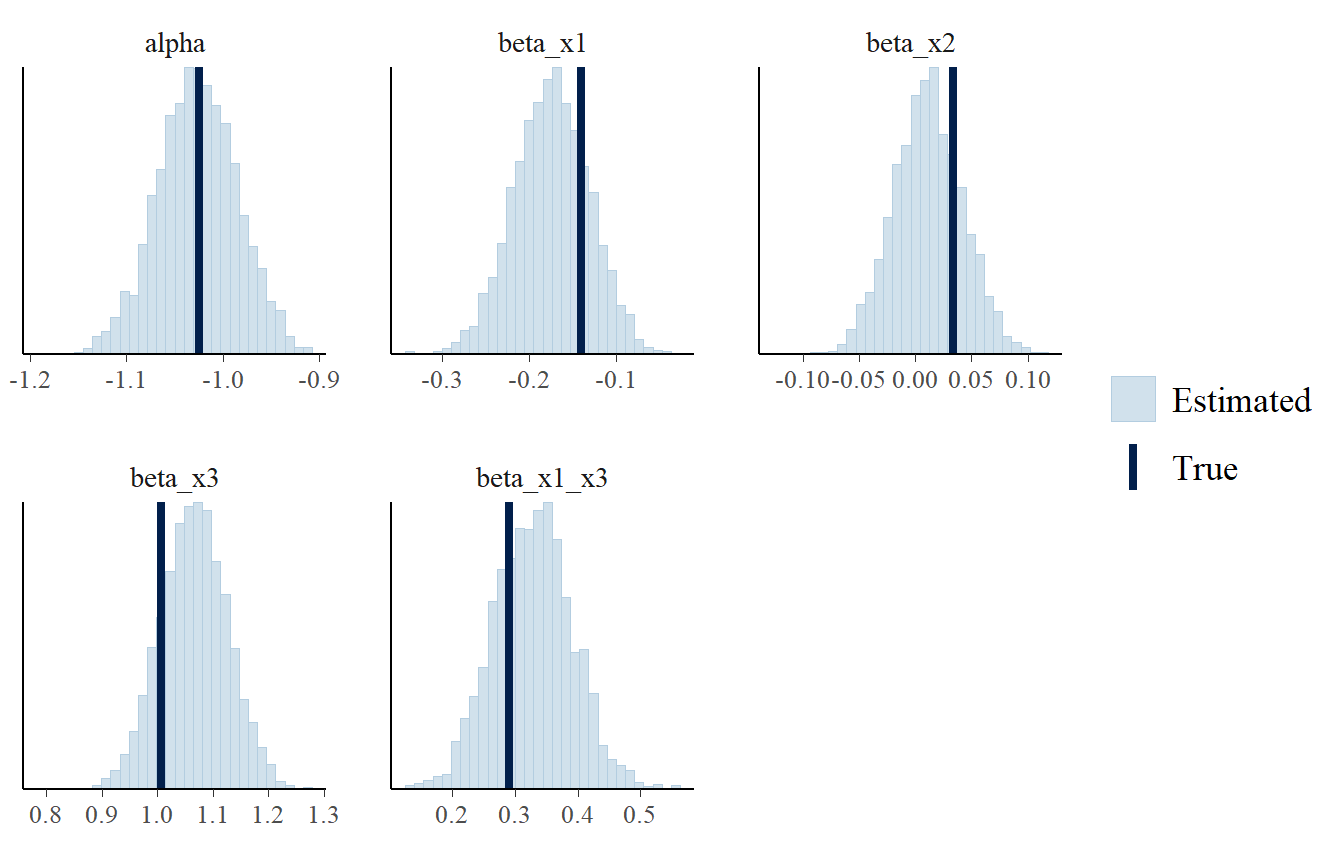 alpha
beta_x1
beta_x2
-1.2 -1.1 -1.0 -0.9
-0.3 -0.2 -0.1
-0.10 -0.05 0.00 0.05 0.10
Estimated
True
beta_x3
beta_x1_x3
0.8 0.9 1.0 1.1 1.2 1.3
0.2 0.3 0.4 0.5